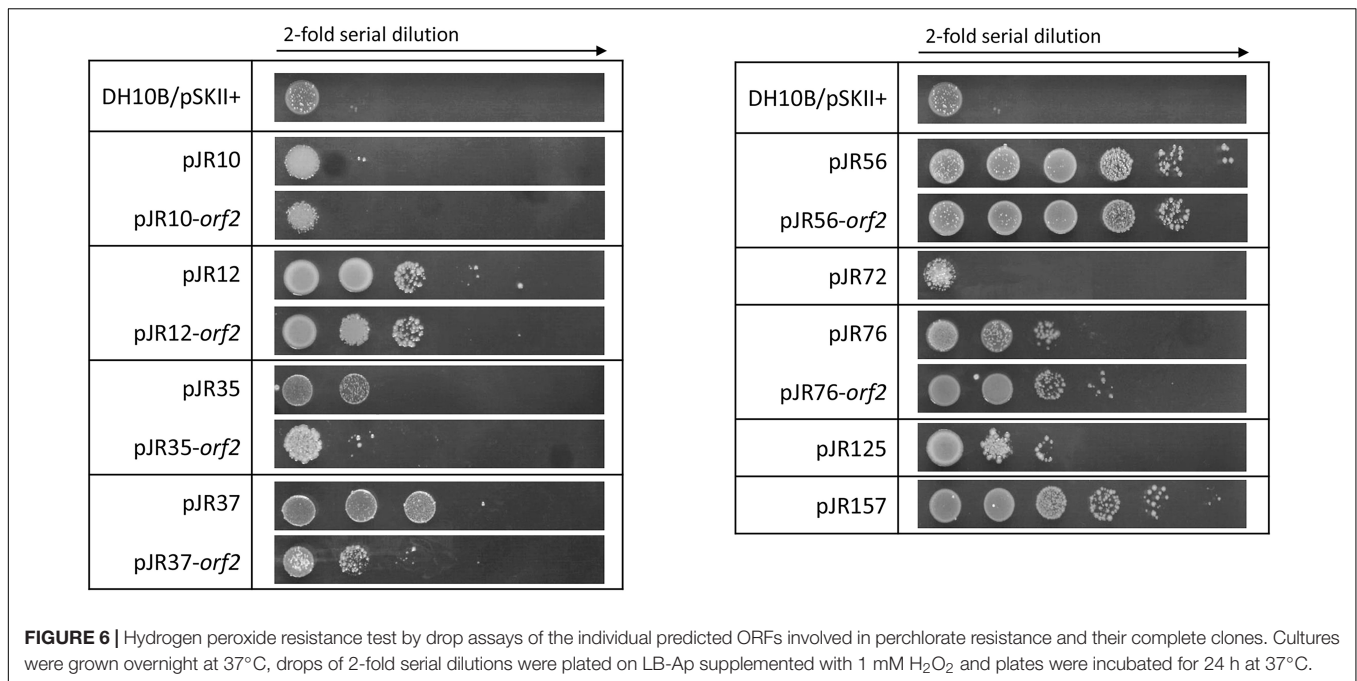 2-fold serial dilution
DH10B/pSKII+
pJR10
pJR10-orf2
pJR12
pJR12-orf2
pJR35
pJR35-orf2
pJR37
pJR37-orf2
2-fold serial dilution
DH10B/pSKII+
pJR56
pJR56-orf2
pJR72
pJR76
pJR76-orf2
pJR125
pJR157
FIGURE 6 | Hydrogen peroxide resistance test by drop assays of the individual predicted ORFs involved in perchlorate resistance and their complete clones. Cultures
were grown overnight at 37°C, drops of 2-fold serial dilutions were plated on LB-Ap supplemented with 1 mM H₂O₂ and plates were incubated for 24 h at 37°C.